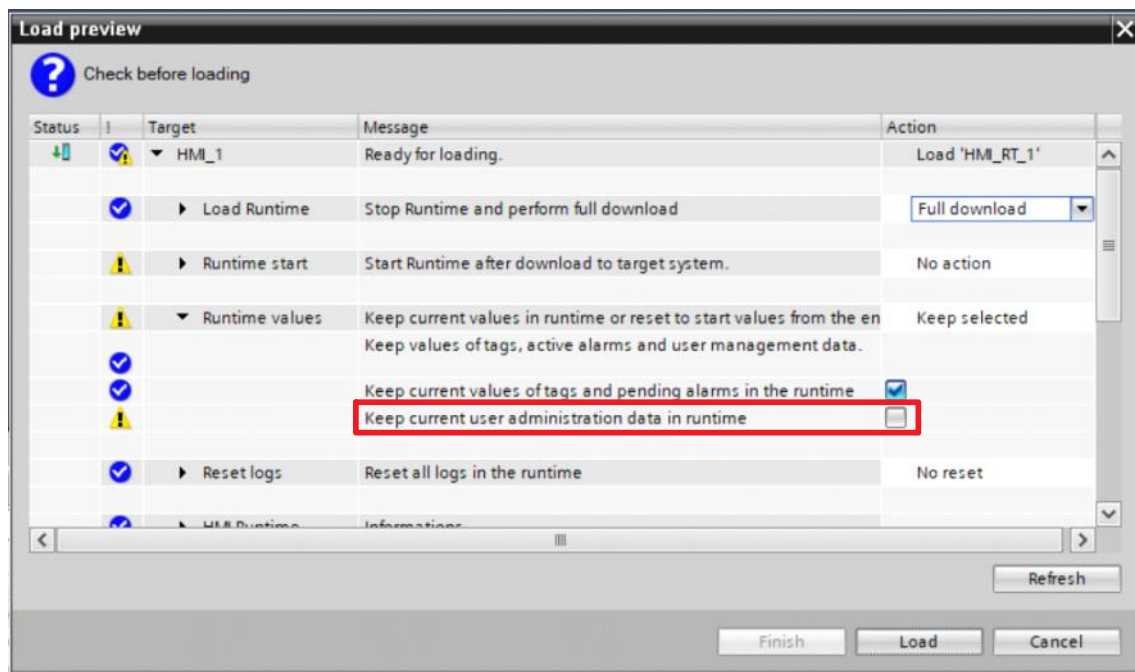 Load preview
Check before loading
Status ! Target Message Action
HMI_1 Ready for loading. Load 'HMI_RT_1'
Load Runtime Stop Runtime and perform full download Full download
Runtime start Start Runtime after download to target system. No action
Runtime values Keep current values in runtime or reset to start values from the en Keep selected
Keep values of tags, active alarms and user management data.
Keep current values of tags and pending alarms in the runtime
Keep current user administration data in runtime
Reset logs Reset all logs in the runtime No reset
HMI Runtime Informations
Refresh
Finish Load Cancel